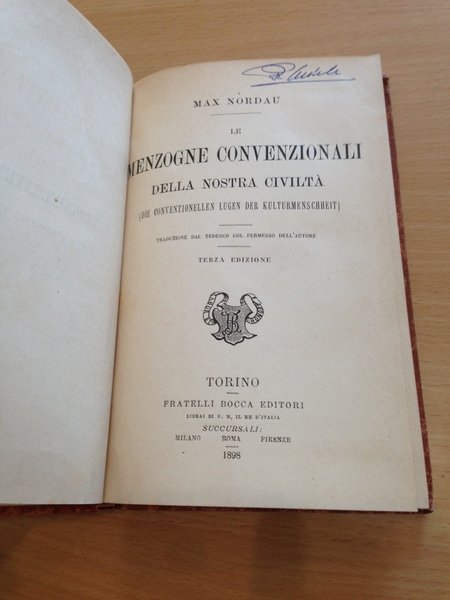 MAX NORDAU
LE
MENZOGNE CONVENZIONALI
DELLA NOSTRA CIVILTÀ
(DIE CONVENTIONELLEN LUGEN DER KULTURMENSCHHEIT)
TRADUZIONE DAL TEDESCO COL PERMESSO DELL'AUTORE
TERZA EDIZIONE
TORINO
FRATELLI BOCCA EDITORI
LIBRAI DI S. M. IL RE D'ITALIA
SUCCURSALI:
MILANO ROMA FIRENZE
1898